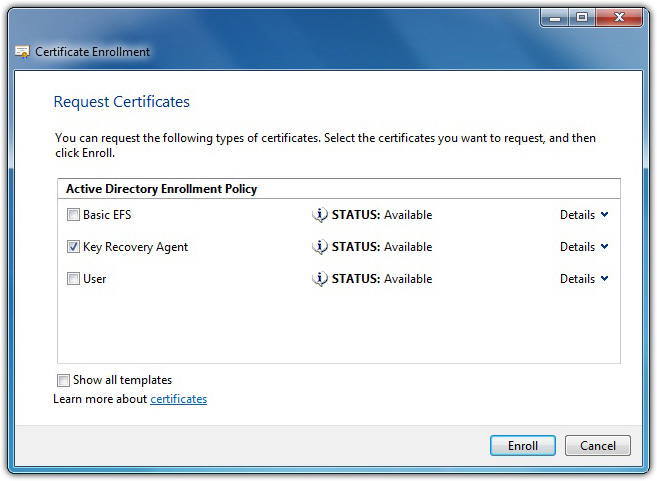 Certificate Enrollment
Request Certificates
You can request the following types of certificates. Select the certificates you want to request, and then
click Enroll.
Active Directory Enrollment Policy
Basic EFS STATUS: Available Details
Key Recovery Agent STATUS: Available Details
User STATUS: Available Details
Show all templates
Learn more about certificates
Enroll Cancel